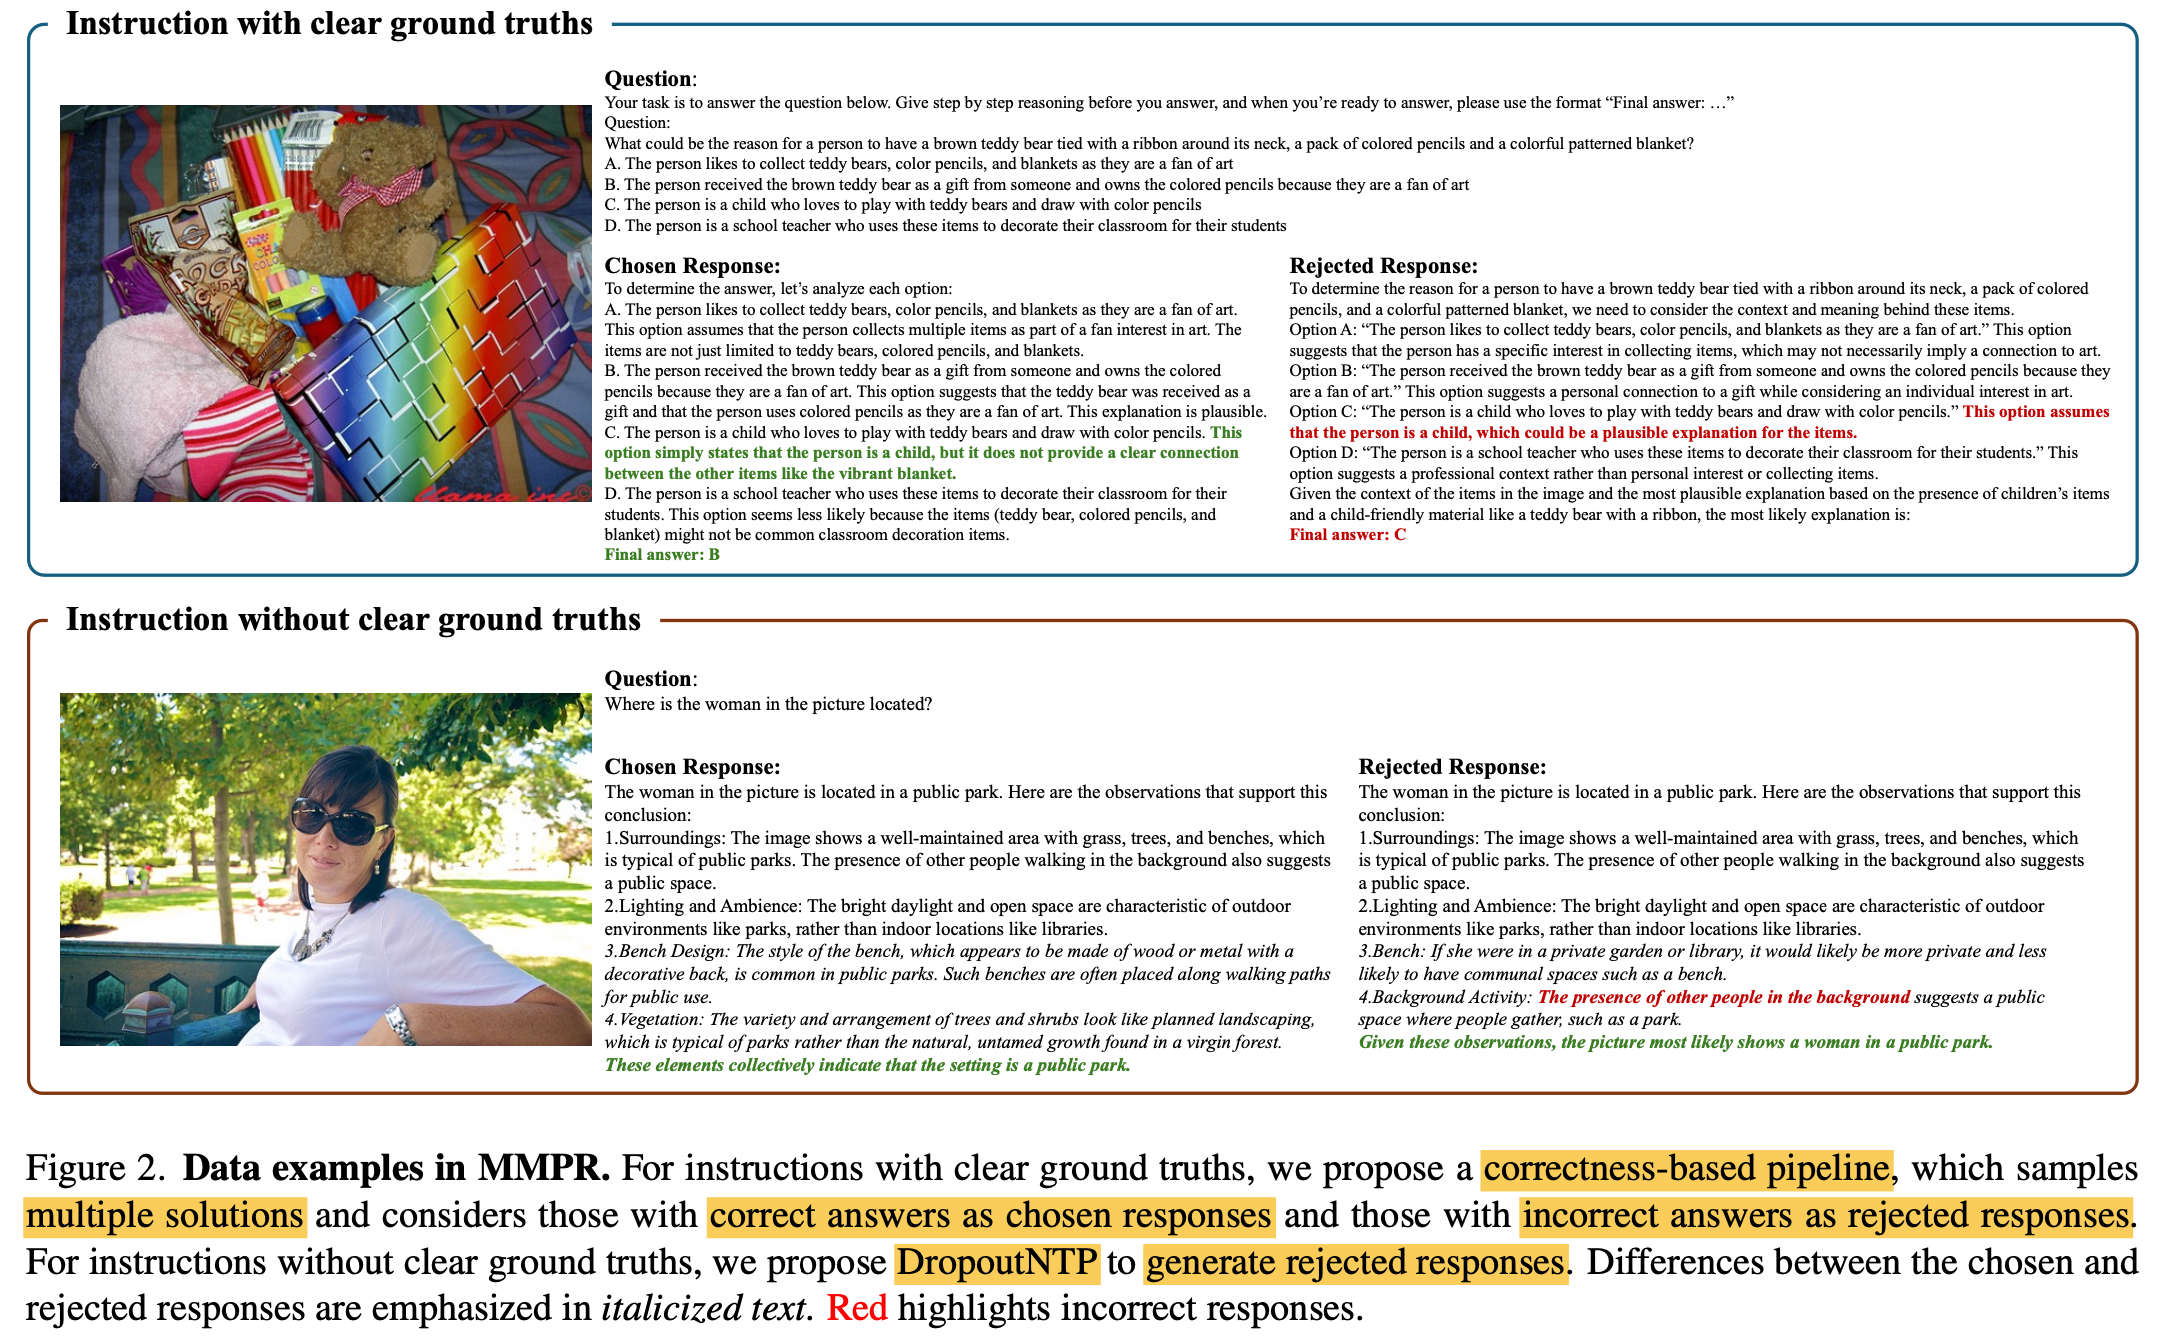 Instruction with clear ground truths
Question:
Your task is to answer the question below. Give step by step reasoning before you answer, and when you’re ready to answer, please use the format “Final answer: …”
Question:
What could be the reason for a person to have a brown teddy bear tied with a ribbon around its neck, a pack of colored pencils and a colorful patterned blanket?
A. The person likes to collect teddy bears, color pencils, and blankets as they are a fan of art
B. The person received the brown teddy bear as a gift from someone and owns the colored pencils because they are a fan of art
C. The person is a child who loves to play with teddy bears and draw with color pencils
D. The person is a school teacher who uses these items to decorate their classroom for their students
Chosen Response:
To determine the answer, let’s analyze each option:
A. The person likes to collect teddy bears, color pencils, and blankets as they are a fan of art.
This option assumes that the person collects multiple items as part of a fan interest in art. The
items are not just limited to teddy bears, colored pencils, and blankets.
B. The person received the brown teddy bear as a gift from someone and owns the colored
pencils because they are a fan of art. This option suggests that the teddy bear was received as a
gift and that the person uses colored pencils as they are a fan of art. This explanation is plausible.
C. The person is a child who loves to play with teddy bears and draw with color pencils. This
option simply states that the person is a child, but it does not provide a clear connection
between the other items like the vibrant blanket.
D. The person is a school teacher who uses these items to decorate their classroom for their
students. This option seems less likely because the items (teddy bear, colored pencils, and
blanket) might not be common classroom decoration items.
Final answer: B
Rejected Response:
To determine the reason for a person to have a brown teddy bear tied with a ribbon around its neck, a pack of colored
pencils, and a colorful patterned blanket, we need to consider the context and meaning behind these items.
Option A: “The person likes to collect teddy bears, color pencils, and blankets as they are a fan of art.” This option
suggests that the person has a specific interest in collecting items, which may not necessarily imply a connection to art.
Option B: “The person received the brown teddy bear as a gift from someone and owns the colored pencils because they
are a fan of art.” This option suggests a personal connection to a gift while considering an individual interest in art.
Option C: “The person is a child who loves to play with teddy bears and draw with color pencils.” This option assumes
that the person is a child, which could be a plausible explanation for the items.
Option D: “The person is a school teacher who uses these items to decorate their classroom for their students.” This
option suggests a professional context rather than personal interest or collecting items.
Given the context of the items in the image and the most plausible explanation based on the presence of children’s items
and a child-friendly material like a teddy bear with a ribbon, the most likely explanation is:
Final answer: C
llama inc©
Instruction without clear ground truths
Question:
Where is the woman in the picture located?
Chosen Response:
The woman in the picture is located in a public park. Here are the observations that support this
conclusion:
1.Surroundings: The image shows a well-maintained area with grass, trees, and benches, which
is typical of public parks. The presence of other people walking in the background also suggests
a public space.
2.Lighting and Ambience: The bright daylight and open space are characteristic of outdoor
environments like parks, rather than indoor locations like libraries.
3.Bench Design: The style of the bench, which appears to be made of wood or metal with a
decorative back, is common in public parks. Such benches are often placed along walking paths
for public use.
4.Vegetation: The variety and arrangement of trees and shrubs look like planned landscaping,
which is typical of parks rather than the natural, untamed growth found in a virgin forest.
These elements collectively indicate that the setting is a public park.
Rejected Response:
The woman in the picture is located in a public park. Here are the observations that support this
conclusion:
1.Surroundings: The image shows a well-maintained area with grass, trees, and benches, which
is typical of public parks. The presence of other people walking in the background also suggests
a public space.
2.Lighting and Ambience: The bright daylight and open space are characteristic of outdoor
environments like parks, rather than indoor locations like libraries.
3.Bench: If she were in a private garden or library, it would likely be more private and less
likely to have communal spaces such as a bench.
4.Background Activity: The presence of other people in the background suggests a public
space where people gather, such as a park.
Given these observations, the picture most likely shows a woman in a public park.
Figure 2. Data examples in MMPR. For instructions with clear ground truths, we propose a correctness-based pipeline, which samples
multiple solutions and considers those with correct answers as chosen responses and those with incorrect answers as rejected responses.
For instructions without clear ground truths, we propose DropoutNTP to generate rejected responses. Differences between the chosen and
rejected responses are emphasized in italicized text. Red highlights incorrect responses.